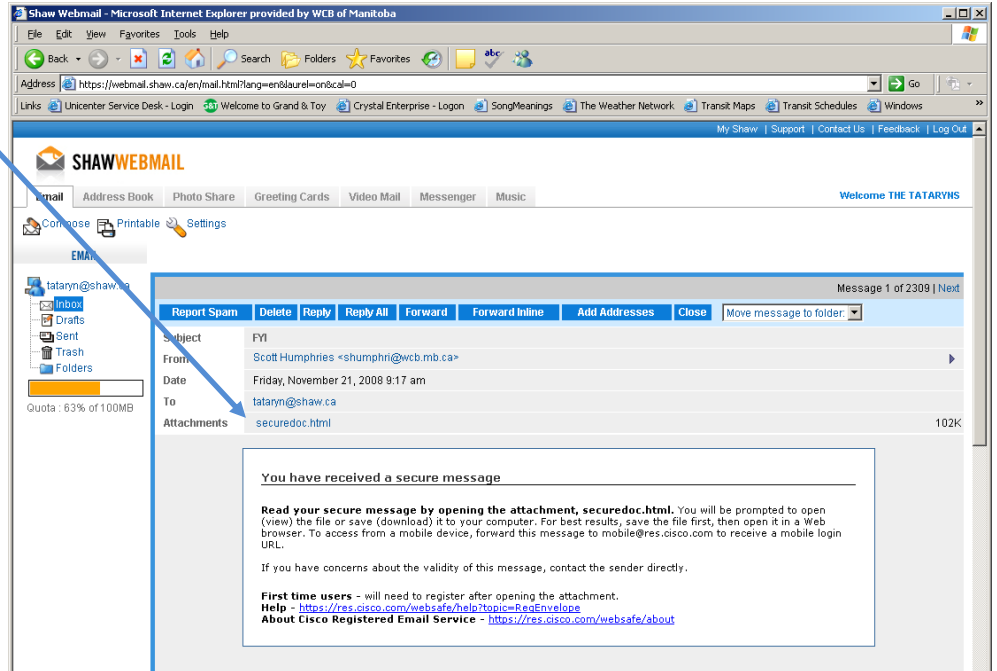 Shaw Webmail - Microsoft Internet Explorer provided by WCB of Manitoba
File Edit View Favorites Tools Help
Back Search Folders Favorites abc
Address https://webmail.shaw.ca/en/mail.html?lang=en&laurel=on&cal=0 Go
Links Unicenter Service Desk - Login Welcome to Grand & Toy Crystal Enterprise - Logon SongMeanings The Weather Network Transit Maps Transit Schedules Windows »
My Shaw | Support | Contact Us | Feedback | Log Out
SHAWWEBMAIL
Email Address Book Photo Share Greeting Cards Video Mail Messenger Music Welcome THE TATARYNS
Compose Printable Settings
EMAIL
tataryn@shaw.ca
Inbox
Drafts
Sent
Trash
Folders
Quota : 63% of 100MB
Message 1 of 2309 | Next
Report Spam Delete Reply Reply All Forward Forward Inline Add Addresses Close Move message to folder:
Subject FYI
From Scott Humphries <shumphri@wcb.mb.ca>
Date Friday, November 21, 2008 9:17 am
To tataryn@shaw.ca
Attachments securedoc.html 102K
You have received a secure message
Read your secure message by opening the attachment, securedoc.html. You will be prompted to open
(view) the file or save (download) it to your computer. For best results, save the file first, then open it in a Web
browser. To access from a mobile device, forward this message to mobile@res.cisco.com to receive a mobile login
URL.
If you have concerns about the validity of this message, contact the sender directly.
First time users - will need to register after opening the attachment.
Help - https://res.cisco.com/websafe/help?topic=RegEnvelope
About Cisco Registered Email Service - https://res.cisco.com/websafe/about